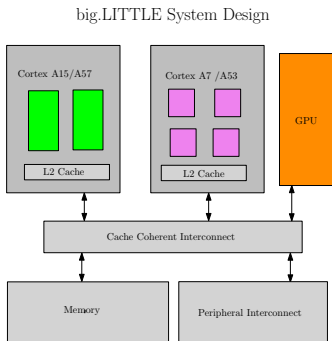 big.LITTLE System Design
Cortex A15/A57
L2 Cache
Cortex A7 /A53
L2 Cache
GPU
Cache Coherent Interconnect
Memory
Peripheral Interconnect